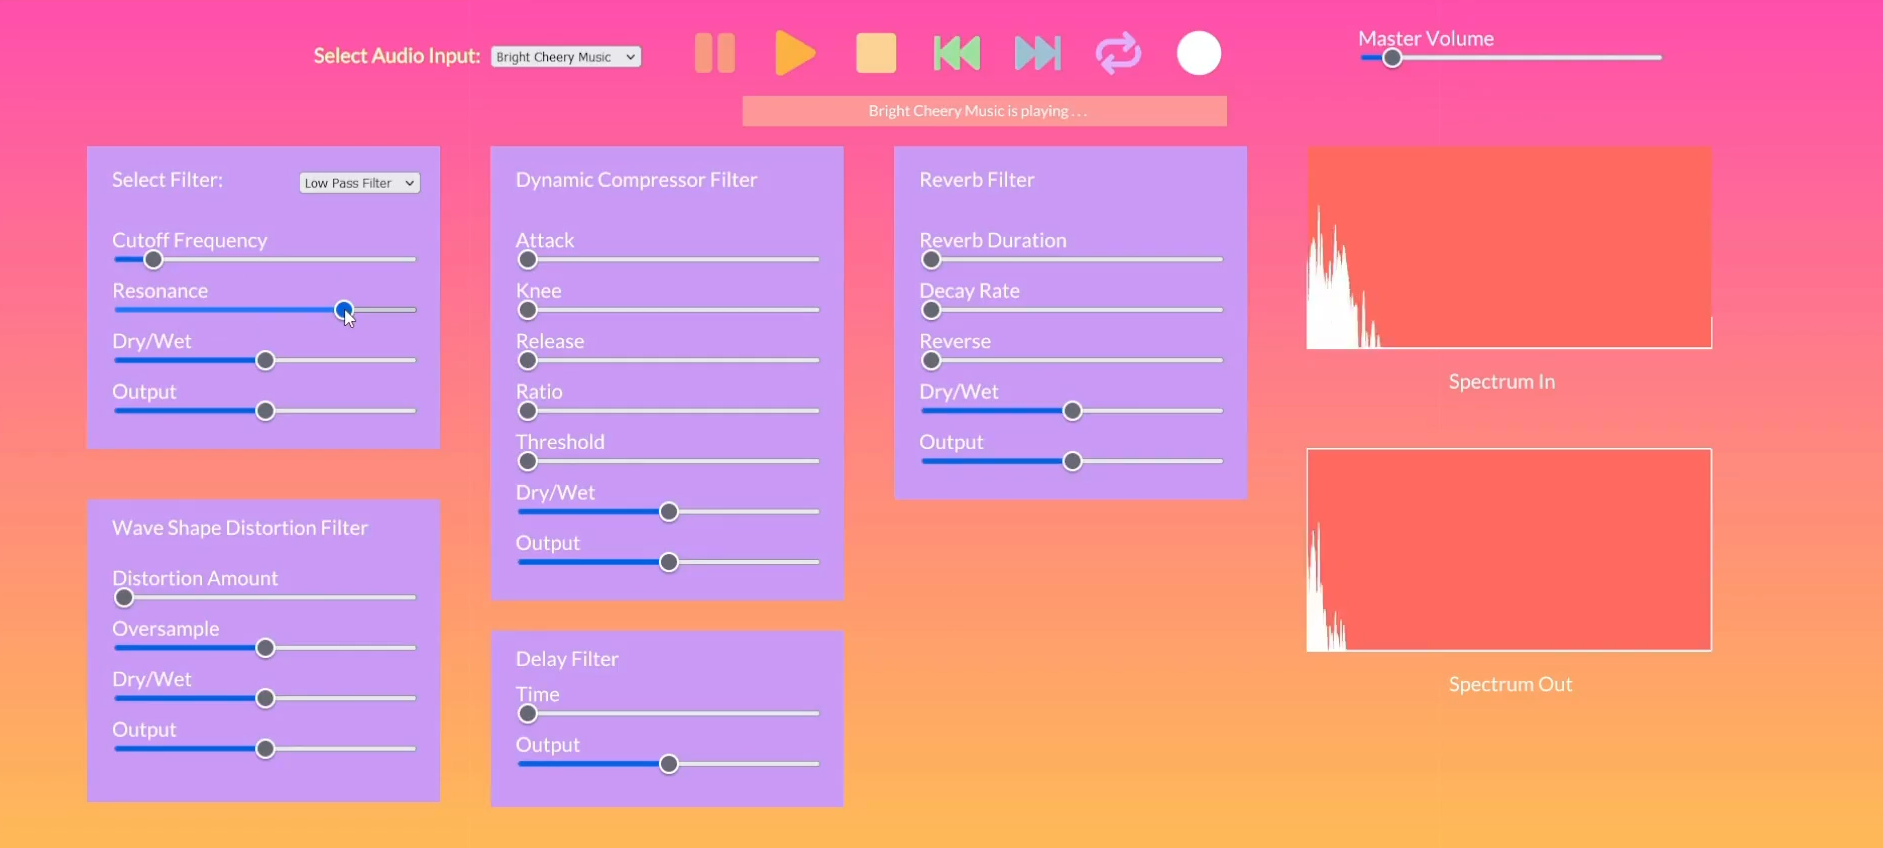 Select Audio Input:
Bright Cheery Music
Master Volume
Bright Cheery Music is playing . . .
Select Filter:
Low Pass Filter
Cutoff Frequency
Resonance
Dry/Wet
Output
Wave Shape Distortion Filter
Distortion Amount
Oversample
Dry/Wet
Output
Dynamic Compressor Filter
Attack
Knee
Release
Ratio
Threshold
Dry/Wet
Output
Delay Filter
Time
Output
Reverb Filter
Reverb Duration
Decay Rate
Reverse
Dry/Wet
Output
Spectrum In
Spectrum Out